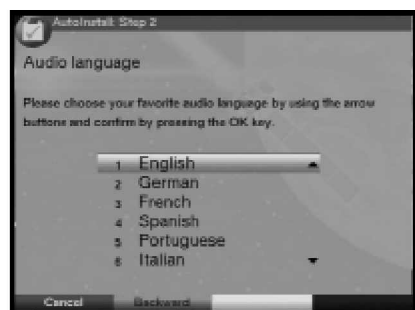 AutoInstall: Step 2
Audio language
Please choose your favorite audio language by using the arrow
buttons and confirm by pressing the OK key.
1 English
2 German
3 French
4 Spanish
5 Portuguese
6 Italian
Cancel Backward